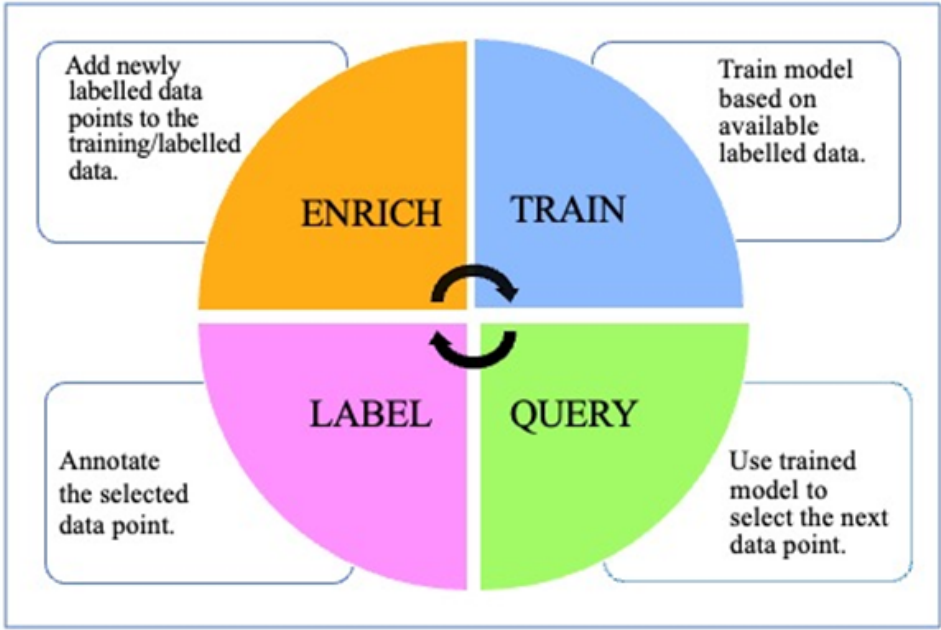 Add newly
labelled data
points to the
training/labelled
data.
Train model
based on
available
labelled data.
ENRICH
TRAIN
LABEL
QUERY
Annotate
the selected
data point.
Use trained
model to
select the next
data point.